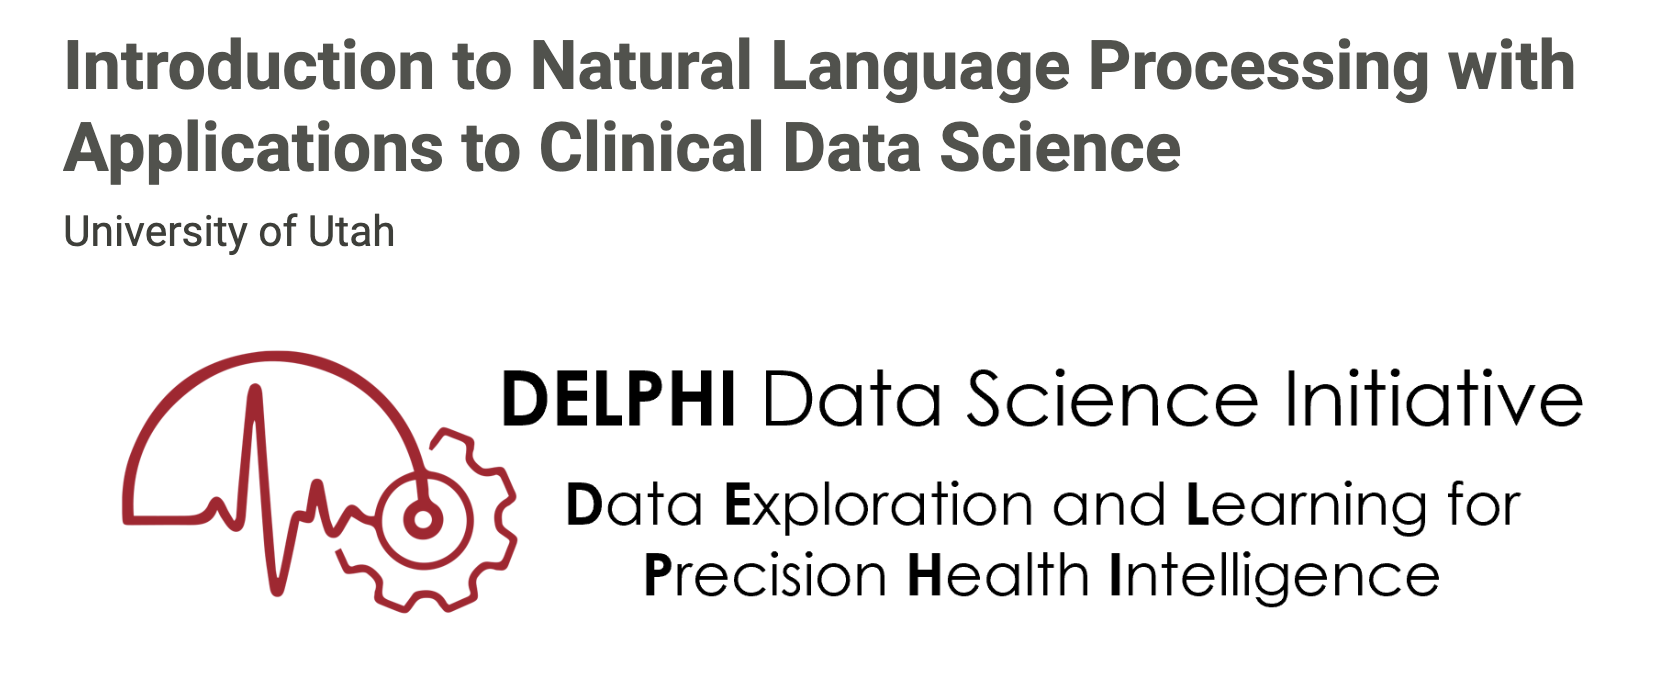 Introduction to Natural Language Processing with
Applications to Clinical Data Science
University of Utah
DELPHI Data Science Initiative
Data Exploration and Learning for
Precision Health Intelligence